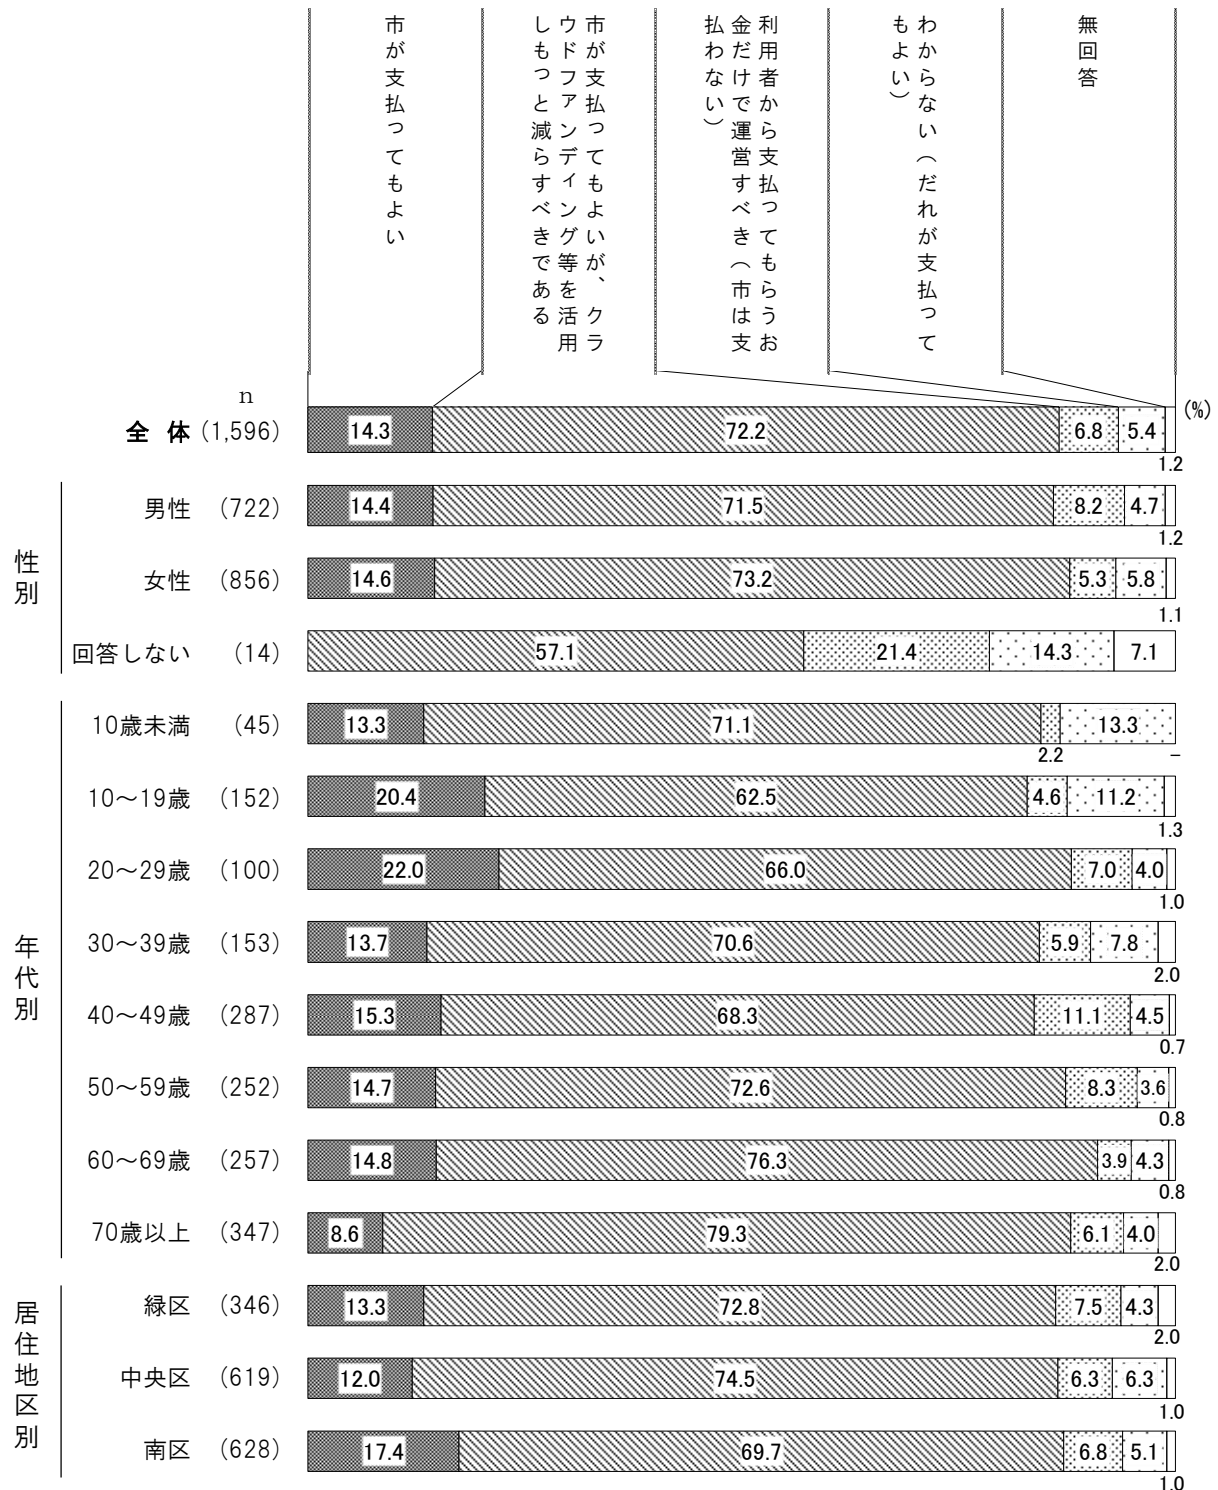 市が支払ってもよい
市が支払ってもよいが、クラ
ウドファンディング等を活用
しもっと減らすべきである
利用者から支払ってもらうお
金だけで運営すべき（市は支
払わない）
わからない（だれが支払って
もよい）
無回答
n
(%)
全 体 (1,596) 14.3 72.2 6.8 5.4
1.2
性別
男性 (722) 14.4 71.5 8.2 4.7
1.2
女性 (856) 14.6 73.2 5.3 5.8
1.1
回答しない (14) 57.1 21.4 14.3 7.1
年代別
10歳未満 (45) 13.3 71.1 13.3
2.2 –
10～19歳 (152) 20.4 62.5 4.6 11.2
1.3
20～29歳 (100) 22.0 66.0 7.0 4.0
1.0
30～39歳 (153) 13.7 70.6 5.9 7.8
2.0
40～49歳 (287) 15.3 68.3 11.1 4.5
0.7
50～59歳 (252) 14.7 72.6 8.3 3.6
0.8
60～69歳 (257) 14.8 76.3 3.9 4.3
0.8
70歳以上 (347) 8.6 79.3 6.1 4.0
2.0
居住地区別
緑区 (346) 13.3 72.8 7.5 4.3
2.0
中央区 (619) 12.0 74.5 6.3 6.3
1.0
南区 (628) 17.4 69.7 6.8 5.1
1.0